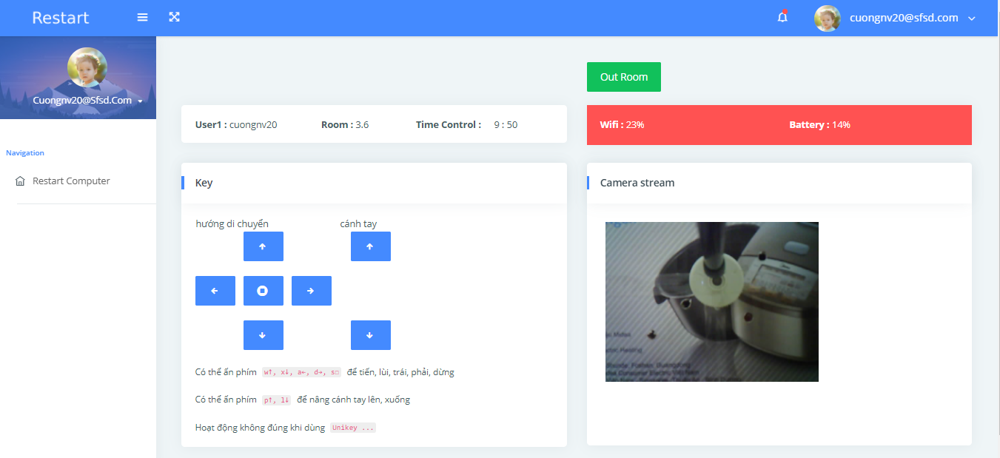 Restart
cuongnv20@sfsd.com
Cuongnv20@Sfsd.Com
Navigation
Restart Computer
Out Room
User1 : cuongnv20 Room : 3.6 Time Control : 9 : 50
Wifi : 23% Battery : 14%
Key
hướng di chuyển cánh tay
Có thể ấn phím w↑, x↓, a←, d→, s☐ để tiến, lùi, trái, phải, dừng
Có thể ấn phím p↑, l↓ để nâng cánh tay lên, xuống
Hoạt động không đúng khi dùng Unikey ...
Camera stream